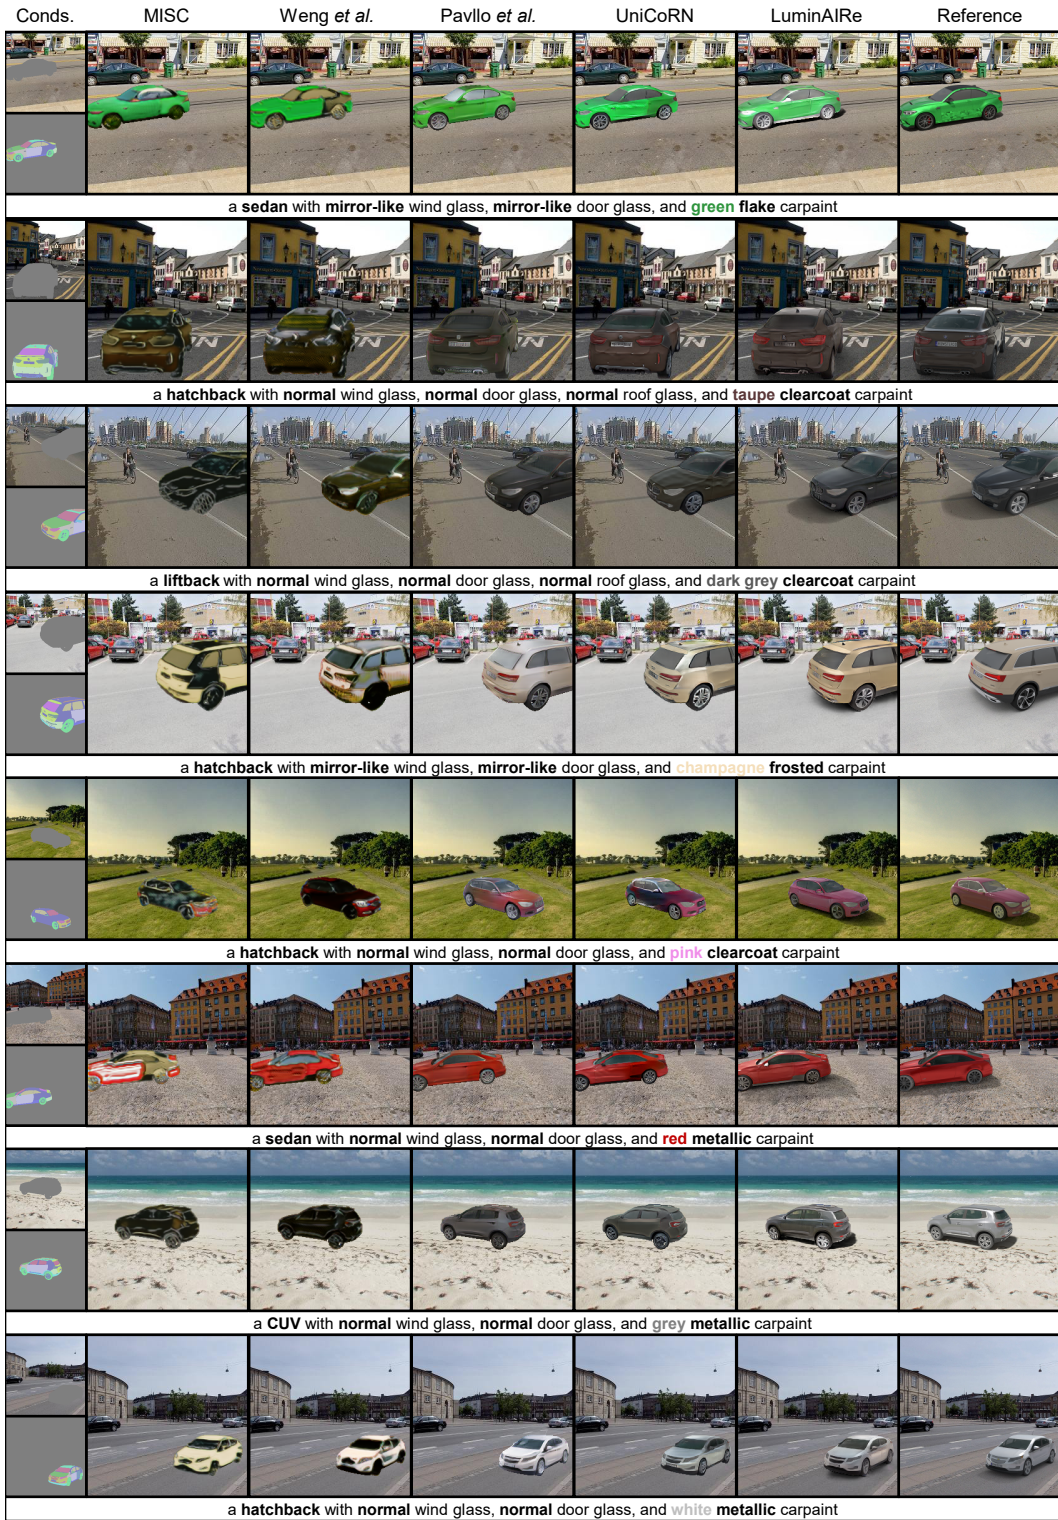 Conds. MISC Weng et al. Pavllo et al. UniCoRN LuminAIRe Reference
a sedan with mirror-like wind glass, mirror-like door glass, and green flake carpaint
a hatchback with normal wind glass, normal door glass, normal roof glass, and taupe clearcoat carpaint
a liftback with normal wind glass, normal door glass, normal roof glass, and dark grey clearcoat carpaint
a hatchback with mirror-like wind glass, mirror-like door glass, and champagne frosted carpaint
a hatchback with normal wind glass, normal door glass, and pink clearcoat carpaint
a sedan with normal wind glass, normal door glass, and red metallic carpaint
a CUV with normal wind glass, normal door glass, and grey metallic carpaint
a hatchback with normal wind glass, normal door glass, and white metallic carpaint